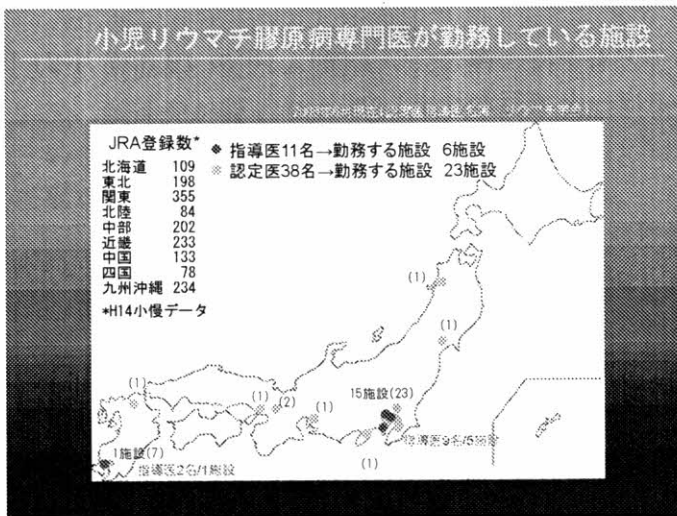 小児リウマチ膠原病専門医が勤務している施設
JRA登録数*
北海道 109
東北 198
関東 355
北陸 84
中部 202
近畿 233
中国 133
四国 78
九州沖縄 234
*H14小慢データ
指導医11名→勤務する施設 6施設
認定医38名→勤務する施設 23施設
(1)
(1)
(1)
(1)
(2)
(1)
15施設(23)
指導医9名/5施設
(1)
1施設(7)
指導医2名/1施設